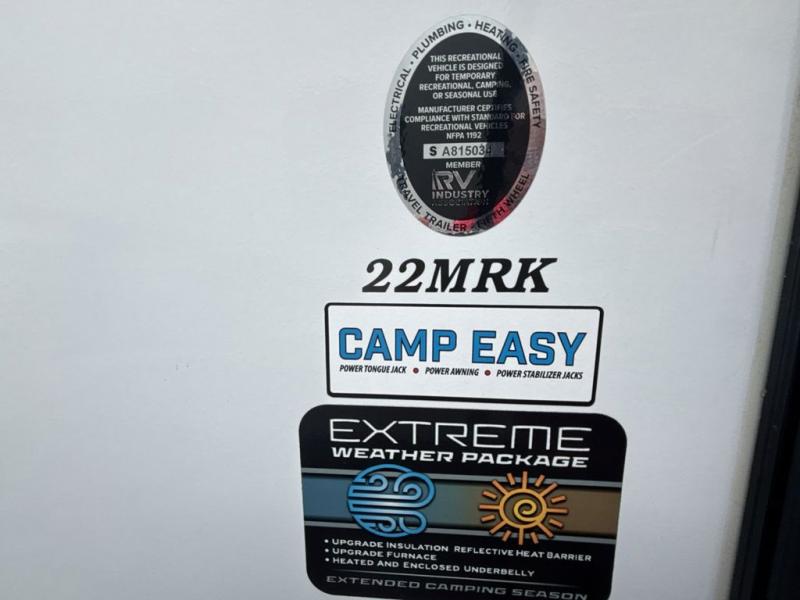 ELECTRICAL • PLUMBING • HEATING • FIRE SAFETY
THIS RECREATIONAL
VEHICLE IS DESIGNED
FOR TEMPORARY
RECREATIONAL, CAMPING,
OR SEASONAL USE
MANUFACTURER CERTIFIES
COMPLIANCE WITH STANDARD FOR
RECREATIONAL VEHICLES
NFPA 1192
S A815034
MEMBER
RV
INDUSTRY
ASSOCIATION
TRAVEL TRAILER • FIFTH WHEEL
22MRK
CAMP EASY
POWER TONGUE JACK • POWER AWNING • POWER STABILIZER JACKS
EXTREME
WEATHER PACKAGE
• UPGRADE INSULATION REFLECTIVE HEAT BARRIER
• UPGRADE FURNACE
• HEATED AND ENCLOSED UNDERBELLY
EXTENDED CAMPING SEASON